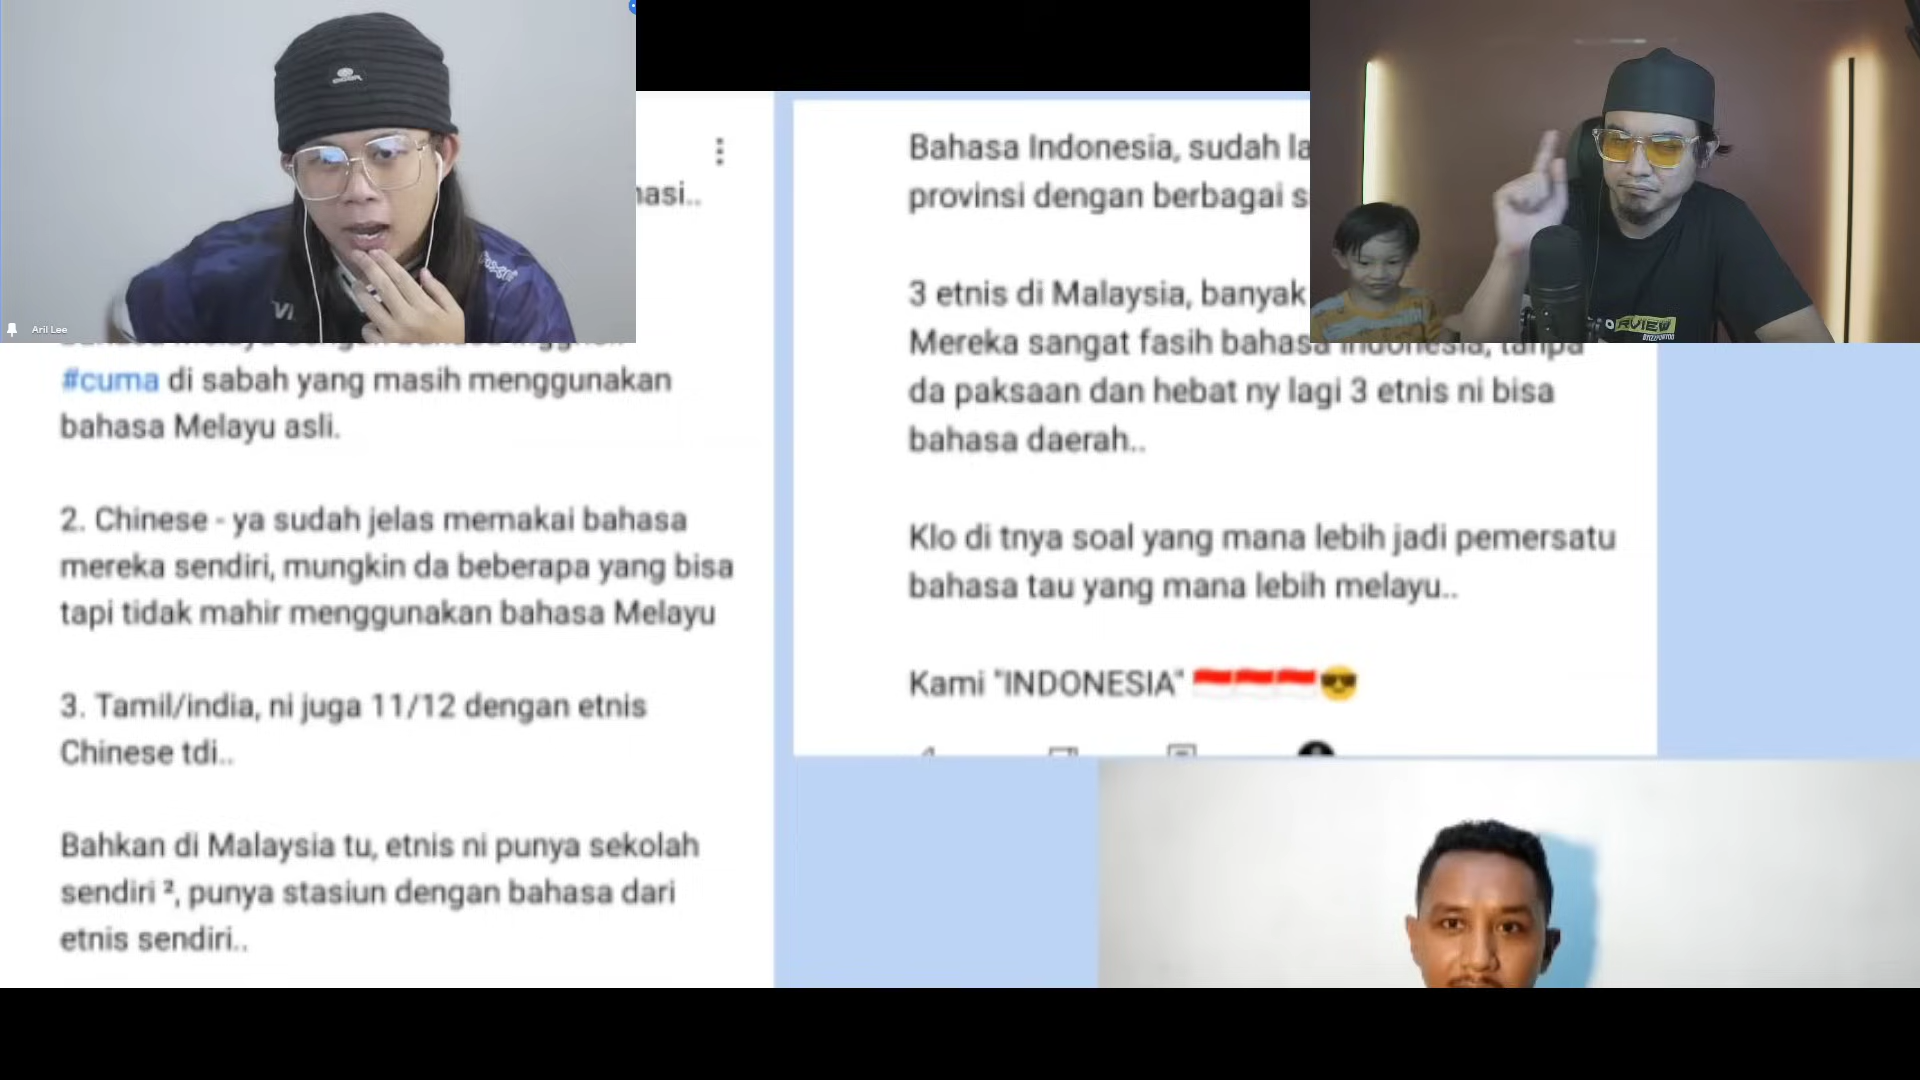 Aril Lee
nasi..
#cuma di sabah yang masih menggunakan
bahasa Melayu asli.
2. Chinese - ya sudah jelas memakai bahasa
mereka sendiri, mungkin da beberapa yang bisa
tapi tidak mahir menggunakan bahasa Melayu
3. Tamil/india, ni juga 11/12 dengan etnis
Chinese tdi..
Bahkan di Malaysia tu, etnis ni punya sekolah
sendiri ², punya stasiun dengan bahasa dari
etnis sendiri..
Bahasa Indonesia, sudah la
provinsi dengan berbagai s
3 etnis di Malaysia, banyak
Mereka sangat fasih bahasa Indonesia, tanpa
da paksaan dan hebat ny lagi 3 etnis ni bisa
bahasa daerah..
Klo di tnya soal yang mana lebih jadi pemersatu
bahasa tau yang mana lebih melayu..
Kami "INDONESIA" 🇮🇩🇮🇩🇮🇩😎
RVIEW